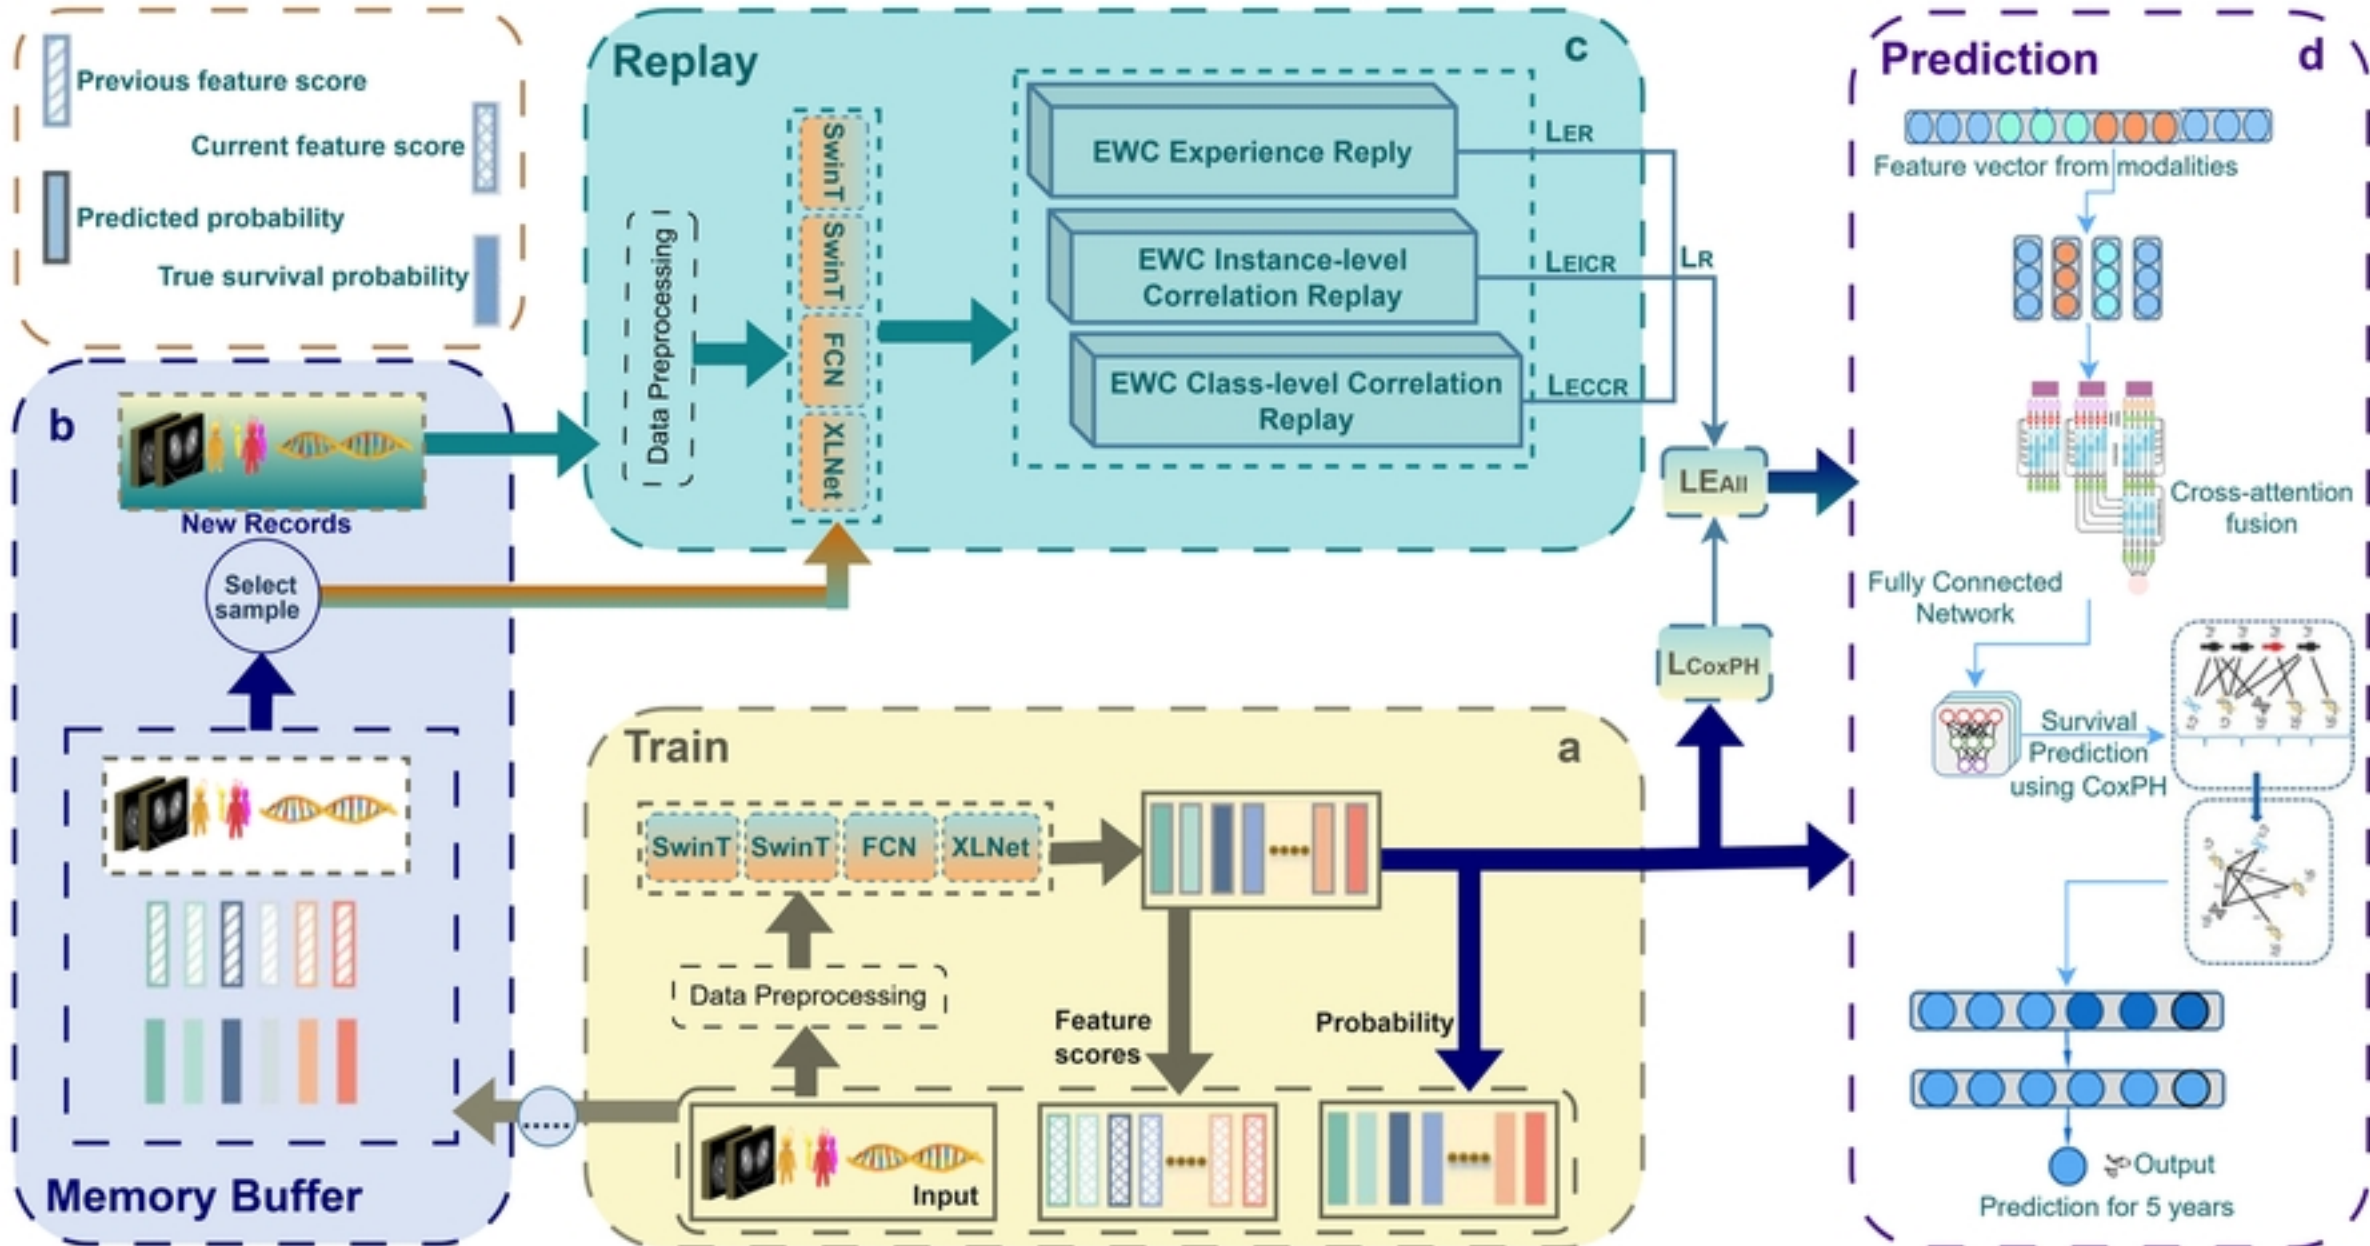 Previous feature score
Current feature score
Predicted probability
True survival probability
b
New Records
Select
sample
Memory Buffer
Replay
c
Data Preprocessing
SwinT
SwinT
FCN
XLNet
EWC Experience Reply
EWC Instance-level
Correlation Replay
EWC Class-level Correlation
Replay
LER
LEICR
LECCR
LR
LEAll
LCoxPH
Train
a
SwinT
SwinT
FCN
XLNet
Data Preprocessing
Feature
scores
Probability
Input
Prediction
d
Feature vector from modalities
Cross-attention
fusion
Fully Connected
Network
Survival
Prediction
using CoxPH
Output
Prediction for 5 years